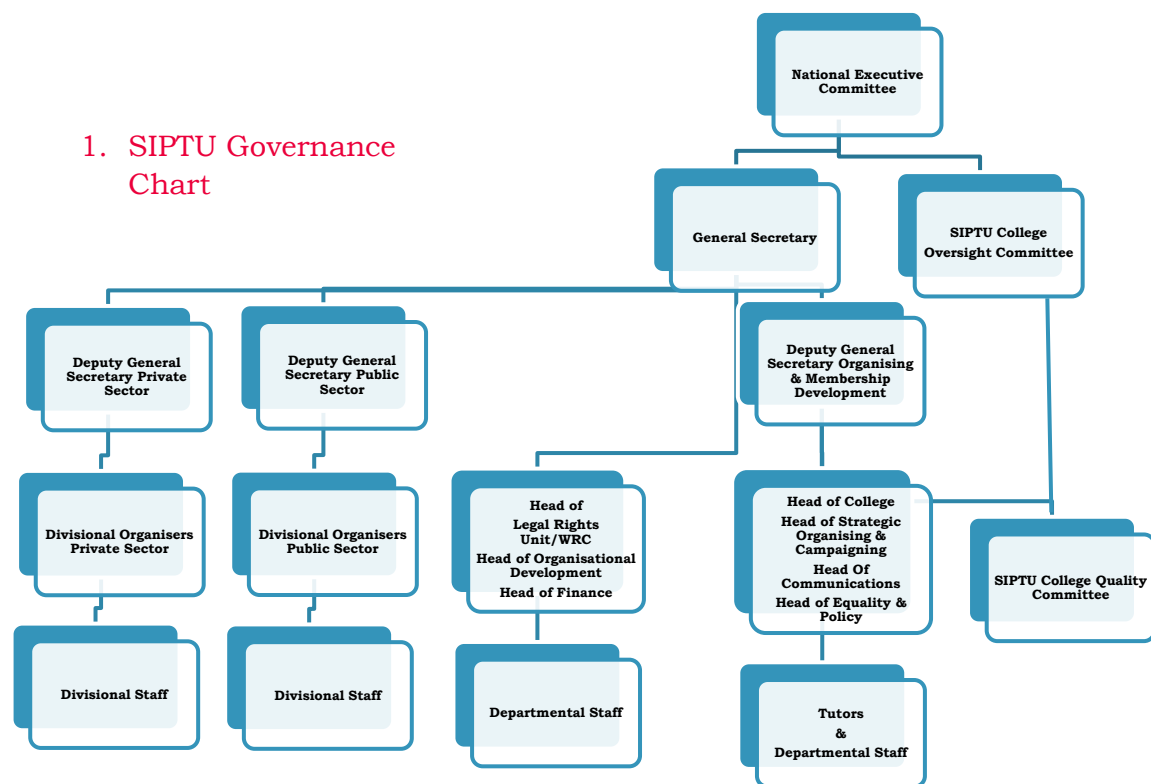 National Executive
Committee
1. SIPTU Governance
Chart
General Secretary
SIPTU College
Oversight Committee
Deputy General
Secretary Private
Sector
Deputy General
Secretary Public
Sector
Deputy General
Secretary Organising
& Membership
Development
Divisional Organisers
Private Sector
Divisional Organisers
Public Sector
Head of
Legal Rights
Unit/WRC
Head of Organisational
Development
Head of Finance
Head of College
Head of Strategic
Organising &
Campaigning
Head Of
Communications
Head of Equality &
Policy
SIPTU College Quality
Committee
Divisional Staff
Divisional Staff
Departmental Staff
Tutors
&
Departmental Staff